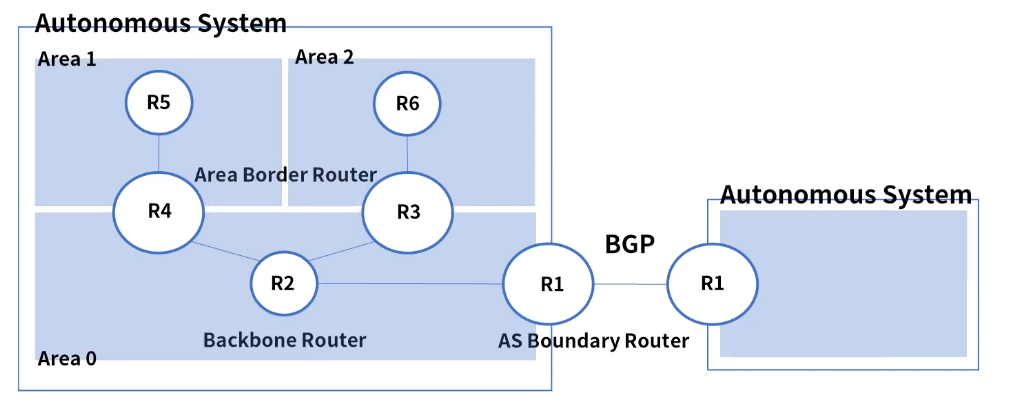 Autonomous System
Area 1
Area 2
R5
R6
Area Border Router
R4
R3
Autonomous System
BGP
R2
R1
R1
Backbone Router
AS Boundary Router
Area 0